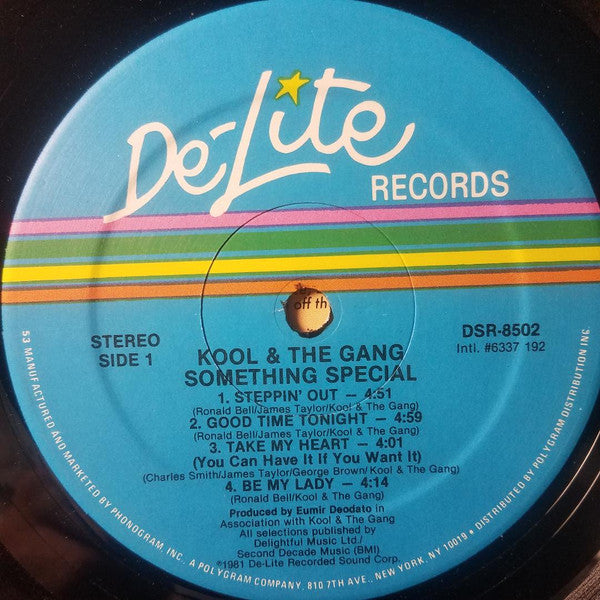 De-Lite
RECORDS
off th
STEREO
SIDE 1
DSR-8502
Intl. #6337 192
KOOL & THE GANG
SOMETHING SPECIAL
1. STEPPIN' OUT — 4:51
(Ronald Bell/James Taylor/Kool & The Gang)
2. GOOD TIME TONIGHT — 4:59
(Ronald Bell/James Taylor/Kool & The Gang)
3. TAKE MY HEART — 4:01
(You Can Have It If You Want It)
(Charles Smith/James Taylor/George Brown/Kool & The Gang)
4. BE MY LADY — 4:14
(Ronald Bell/Kool & The Gang)
Produced by Eumir Deodato in
Association with Kool & The Gang
All selections published by
Delightful Music Ltd./
Second Decade Music (BMI)
℗1981 De-Lite Recorded Sound Corp.
53 MANUFACTURED AND MARKETED BY PHONOGRAM, INC., A POLYGRAM COMPANY, 810 7TH AVE., NEW YORK, NY 10019 • DISTRIBUTED BY POLYGRAM DISTRIBUTION INC